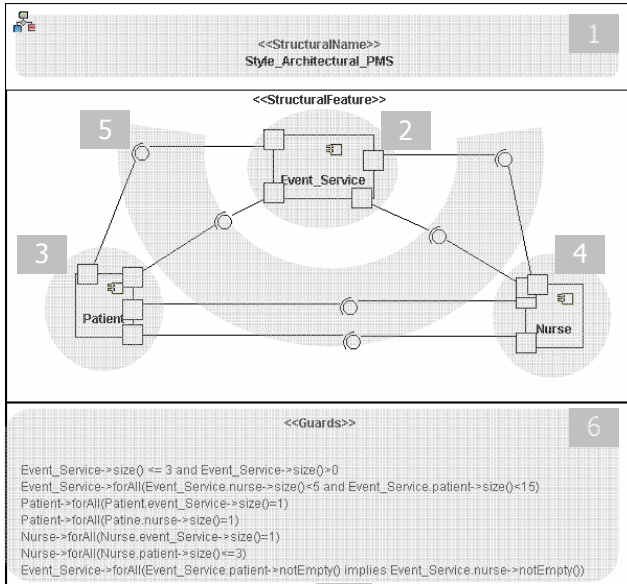 1
<<StructuralName>>
Style_Architectural_PMS
<<StructuralFeature>>
5
2
Event_Service
3
4
Patient
Nurse
<<Guards>>
6
Event_Service->size() <= 3 and Event_Service->size()>0
Event_Service->forAll(Event_Service.nurse->size()<5 and Event_Service.patient->size()<15)
Patient->forAll(Patient.event_Service->size()=1)
Patient->forAll(Patine.nurse->size()=1)
Nurse->forAll(Nurse.event_Service->size()=1)
Nurse->forAll(Nurse.patient->size()<=3)
Event_Service->forAll(Event_Service.patient->notEmpty() implies Event_Service.nurse->notEmpty())